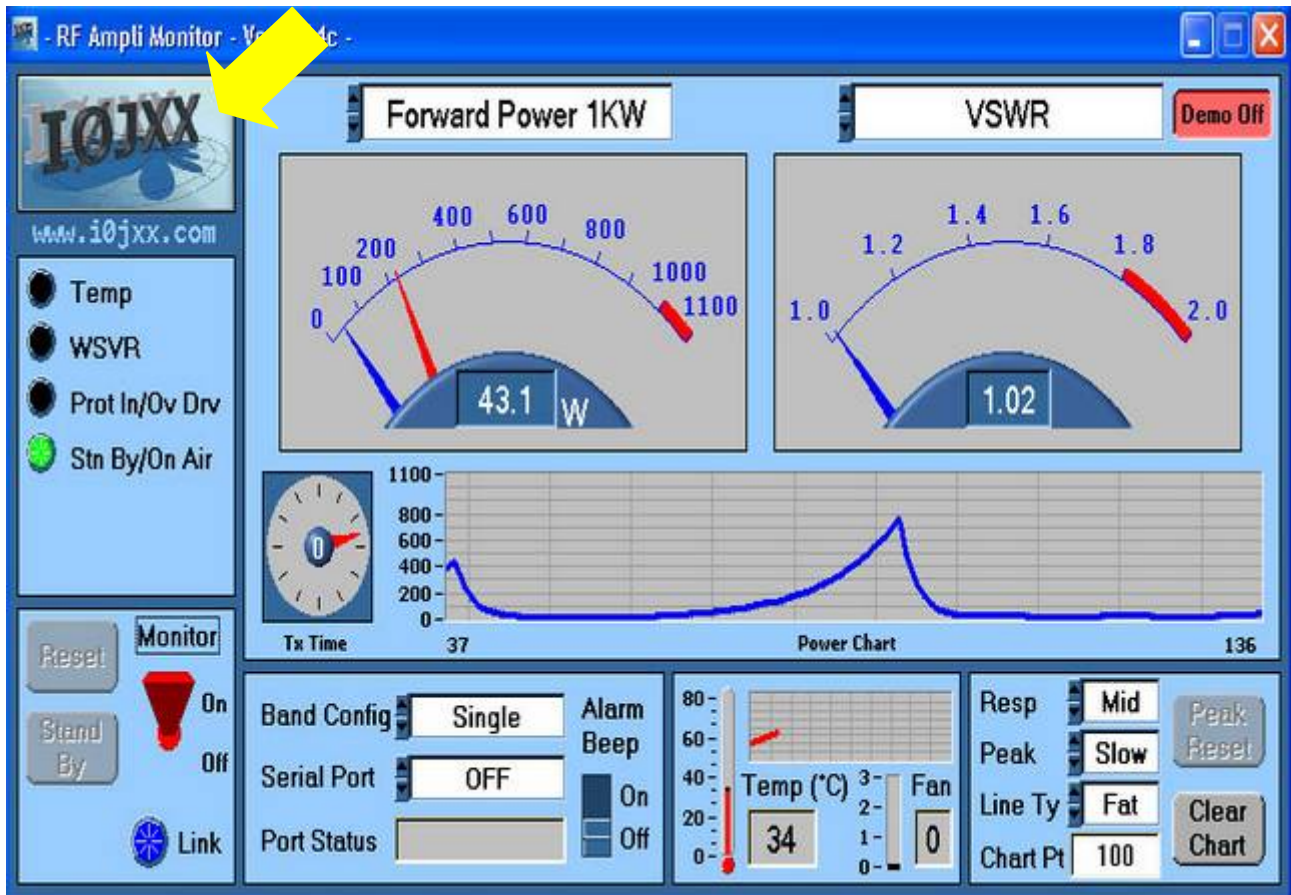 - RF Ampli Monitor -
4c -
IØJXX
www.i0jxx.com
Temp
WSVR
Prot In/Ov Drv
Stn By/On Air
Forward Power 1KW
VSWR
Demo Off
0 100 200 400 600 800 1000 1100
43.1 W
1.0 1.2 1.4 1.6 1.8 2.0
1.02
0
Tx Time
1100
800
600
400
200
0
37 Power Chart 136
Reset
Monitor
On
Stand By
Off
Link
Band Config Single
Serial Port OFF
Port Status
Alarm
Beep
On
Off
80
60
40
20
0
Temp (°C)
34
3
2
1
0
Fan
0
Resp Mid
Peak Slow
Line Ty Fat
Chart Pt 100
Peak
Reset
Clear
Chart